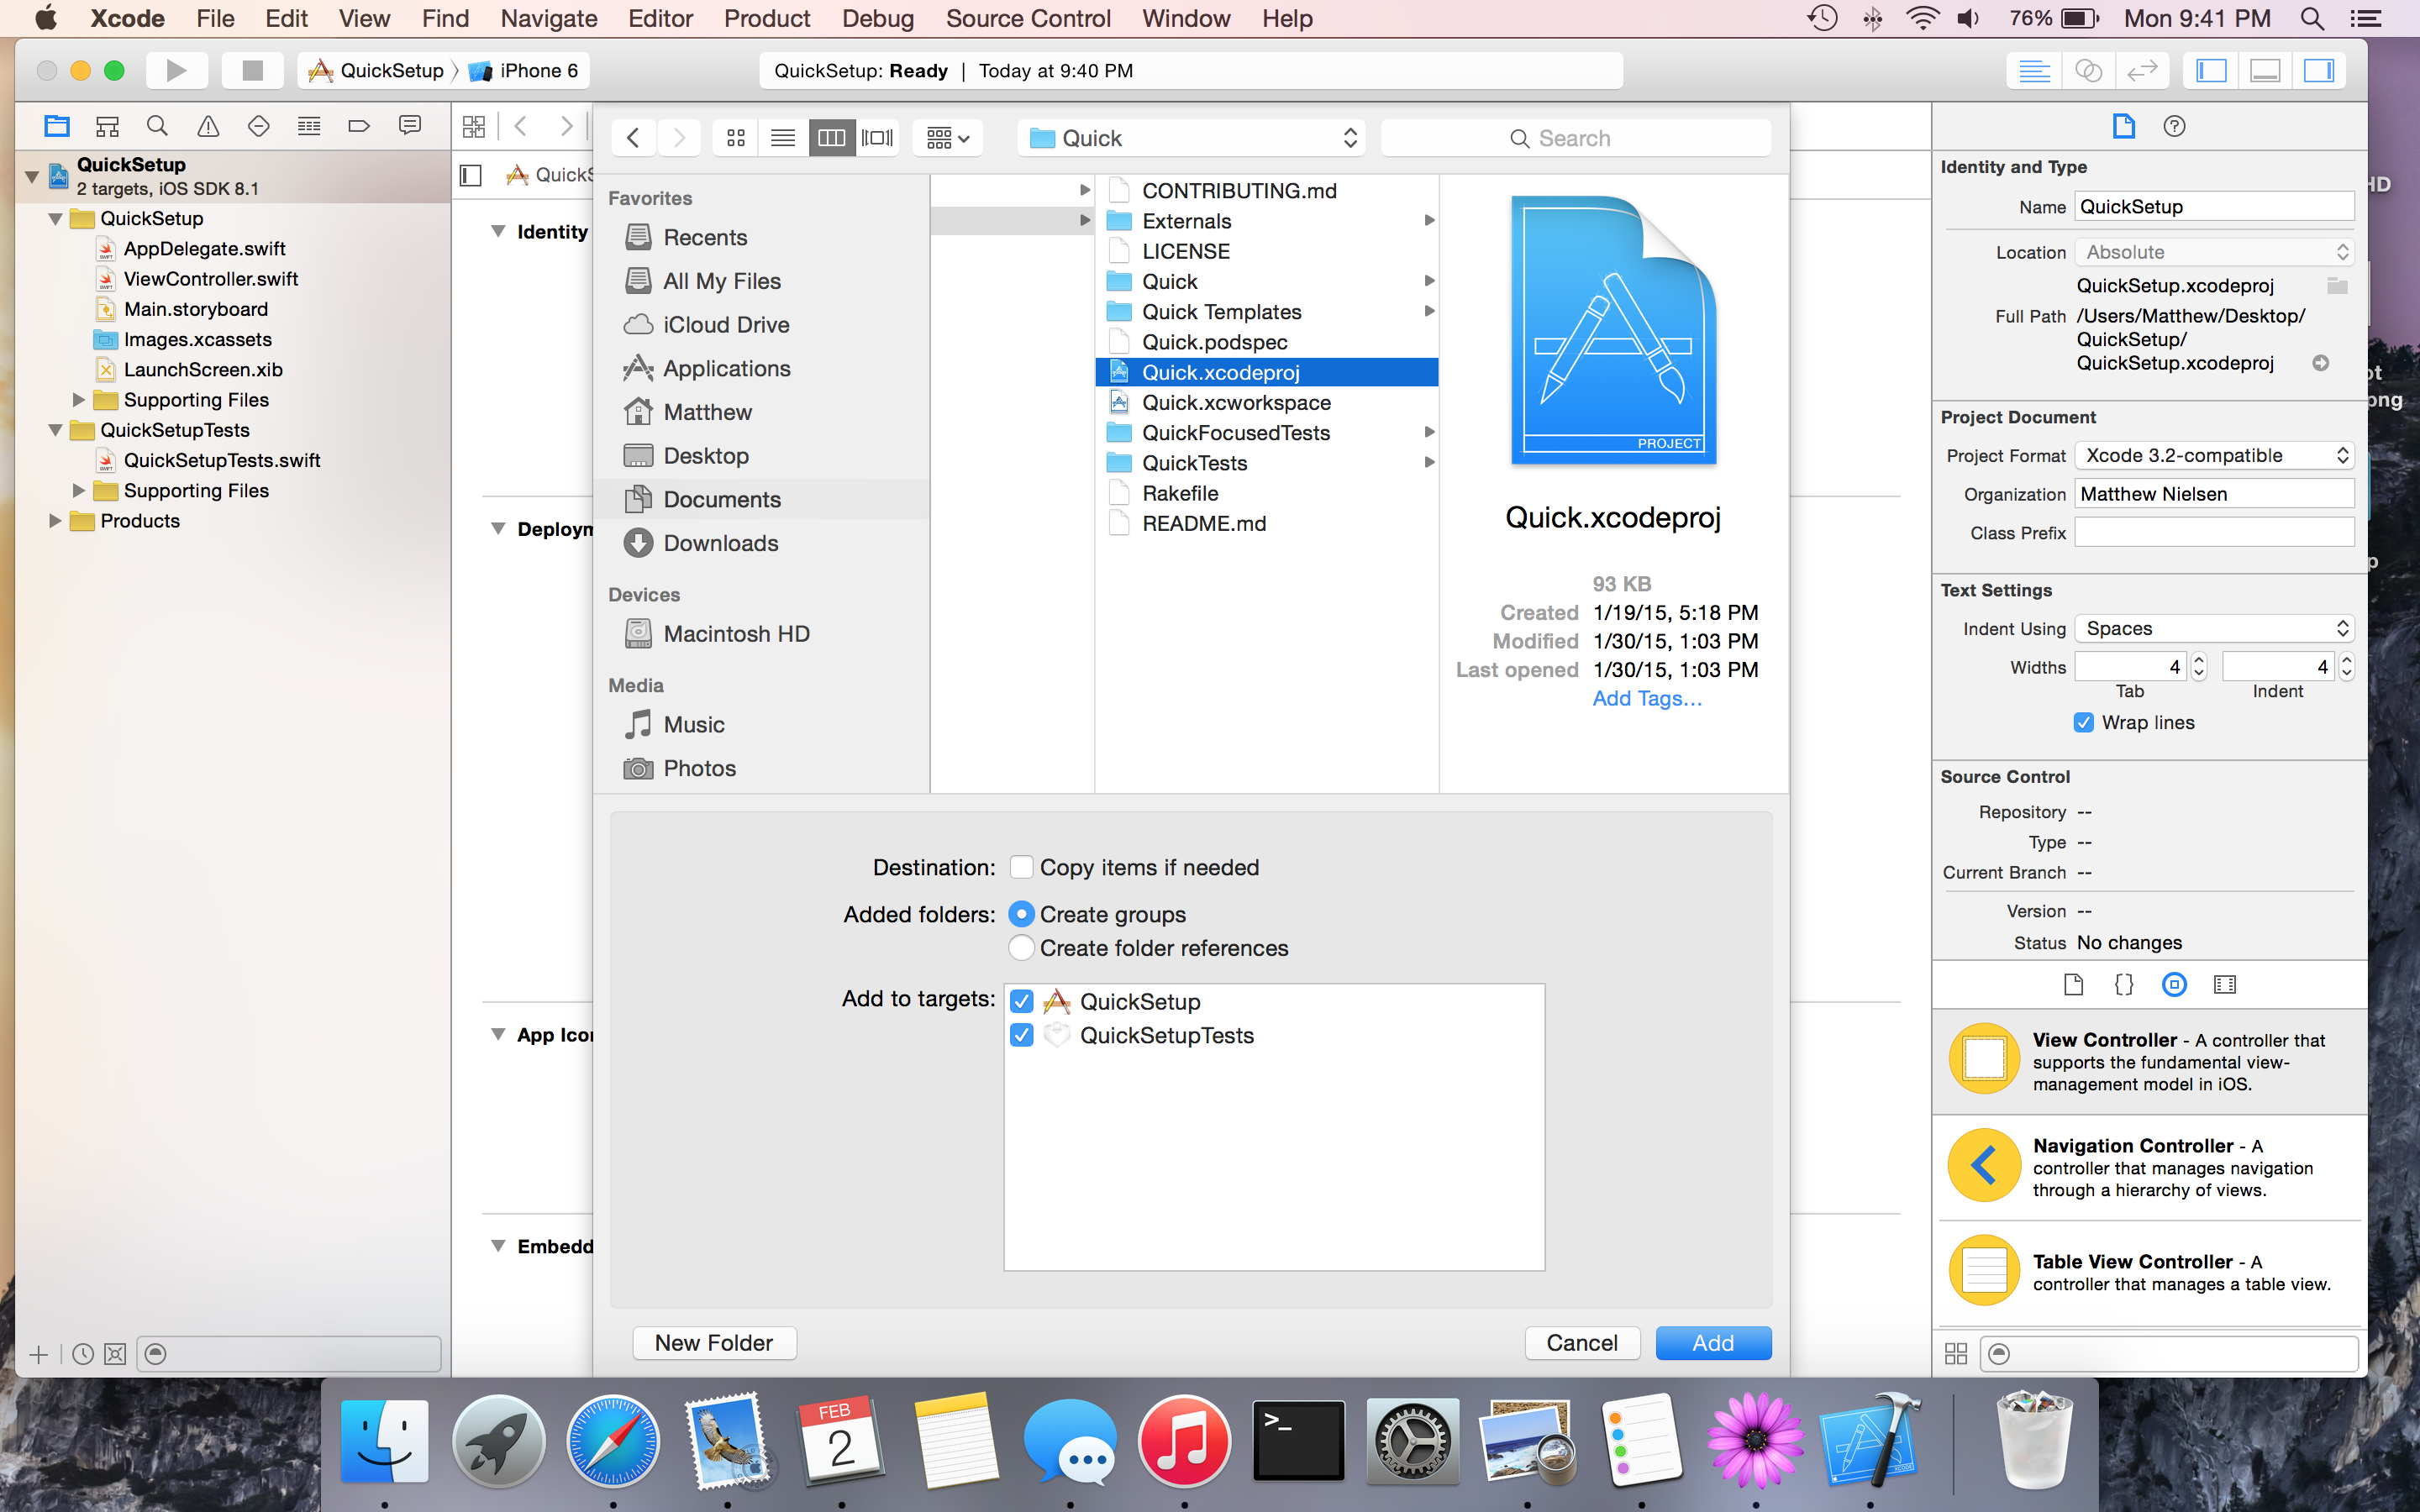 Xcode File Edit View Find Navigate Editor Product Debug Source Control Window Help 76% Mon 9:41 PM
QuickSetup iPhone 6 QuickSetup: Ready | Today at 9:40 PM
QuickSetup
2 targets, iOS SDK 8.1
QuickSetup
AppDelegate.swift
ViewController.swift
Main.storyboard
Images.xcassets
LaunchScreen.xib
Supporting Files
QuickSetupTests
QuickSetupTests.swift
Supporting Files
Products
Identity
App Icon
Quick
Search
Favorites
Recents
All My Files
iCloud Drive
Applications
Matthew
Desktop
Documents
Downloads
Devices
Macintosh HD
Media
Music
Photos
CONTRIBUTING.md
Externals
LICENSE
Quick
Quick Templates
Quick.podspec
Quick.xcodeproj
Quick.xcworkspace
QuickFocusedTests
QuickTests
Rakefile
README.md
PROJECT
Quick.xcodeproj
93 KB
Created 1/19/15, 5:18 PM
Modified 1/30/15, 1:03 PM
Last opened 1/30/15, 1:03 PM
Add Tags...
Destination: Copy items if needed
Added folders: Create groups
Create folder references
Add to targets: QuickSetup
QuickSetupTests
New Folder Cancel Add
Identity and Type
Name QuickSetup
Location Absolute
QuickSetup.xcodeproj
Full Path /Users/Matthew/Desktop/
QuickSetup/
QuickSetup.xcodeproj
Project Document
Project Format Xcode 3.2-compatible
Organization Matthew Nielsen
Class Prefix
Text Settings
Indent Using Spaces
Widths 4 4
Tab Indent
Wrap lines
Source Control
Repository --
Type --
Current Branch --
Version --
Status No changes
View Controller - A controller that
supports the fundamental view-
management model in iOS.
Navigation Controller - A
controller that manages navigation
through a hierarchy of views.
Table View Controller - A
controller that manages a table view.
HD
png
FEB
2